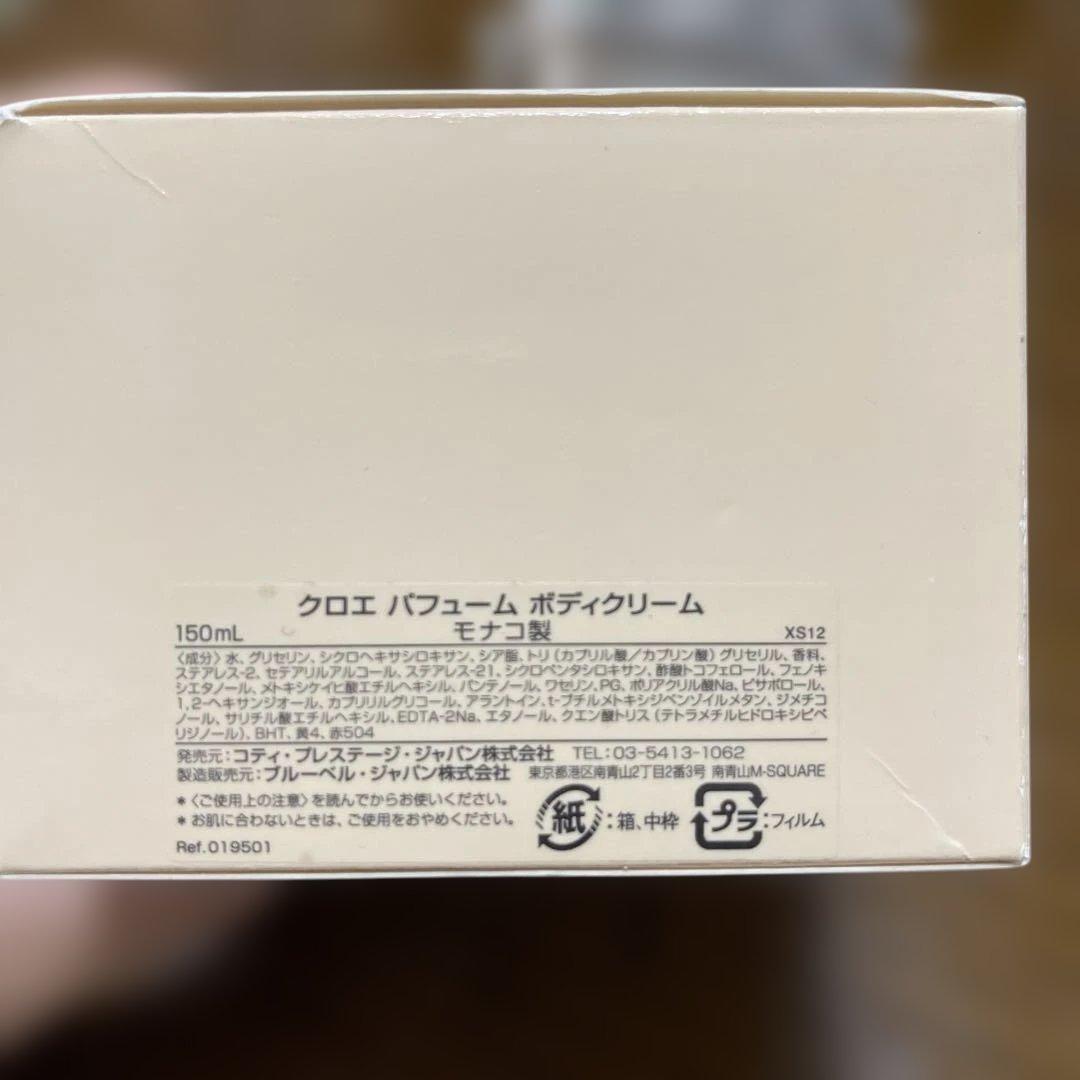 クロエ パフューム ボディクリーム
150mL モナコ製 XS12
〈成分〉水、グリセリン、シクロヘキサシロキサン、シア脂、トリ(カプリル酸/カプリン酸)グリセリル、香料、
ステアレス-2、セテアリルアルコール、ステアレス-21、シクロペンタシロキサン、酢酸トコフェロール、フェノキ
シエタノール、メトキシケイヒ酸エチルヘキシル、パンテノール、ワセリン、PG、ポリアクリル酸Na、ビサボロール、
1,2-ヘキサンジオール、カプリリルグリコール、アラントイン、t-ブチルメトキシジベンゾイルメタン、ジメチコ
ノール、サリチル酸エチルヘキシル、EDTA-2Na、エタノール、クエン酸トリス(テトラメチルヒドロキシピペ
リジノール)、BHT、黄4、赤504
発売元:コティ・プレステージ・ジャパン株式会社 TEL:03-5413-1062
製造販売元:ブルーベル・ジャパン株式会社 東京都港区南青山2丁目2番3号 南青山M-SQUARE
*〈ご使用上の注意〉を読んでからお使いください。
*お肌に合わないときは、ご使用をおやめください。
紙:箱、中枠 プラ:フィルム
Ref.019501